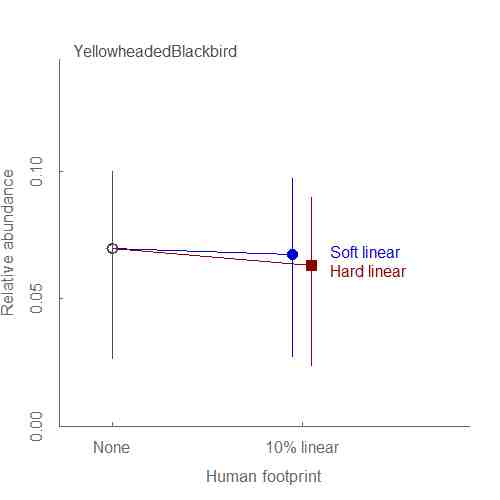 YellowheadedBlackbird
Relative abundance
0.10
0.05
0.00
Soft linear
Hard linear
None
10% linear
Human footprint